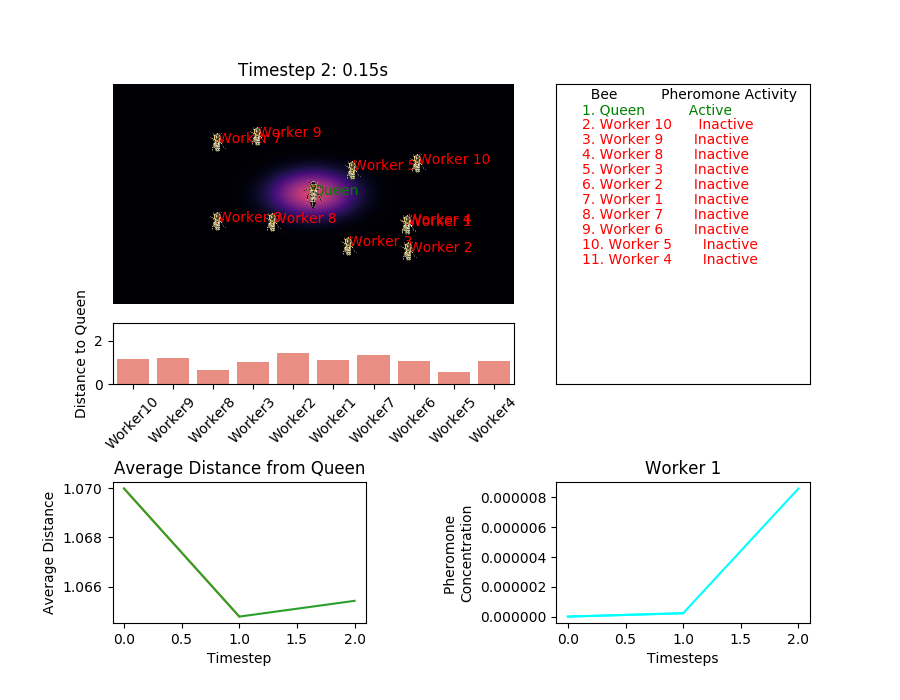 Timestep 2: 0.15s
Worker 9
Worker 7
Worker 10
Worker
Queen
Worker
Worker 8
Worker 4
Worker 1
Worker 3
Worker 2
Bee Pheromone Activity
1. Queen Active
2. Worker 10 Inactive
3. Worker 9 Inactive
4. Worker 8 Inactive
5. Worker 3 Inactive
6. Worker 2 Inactive
7. Worker 1 Inactive
8. Worker 7 Inactive
9. Worker 6 Inactive
10. Worker 5 Inactive
11. Worker 4 Inactive
Distance to Queen
2
0
Worker10
Worker9
Worker8
Worker3
Worker2
Worker1
Worker7
Worker6
Worker5
Worker4
Average Distance from Queen
Average Distance
1.070
1.068
1.066
0.0 0.5 1.0 1.5 2.0
Timestep
Worker 1
Pheromone
Concentration
0.000008
0.000006
0.000004
0.000002
0.000000
0.0 0.5 1.0 1.5 2.0
Timesteps